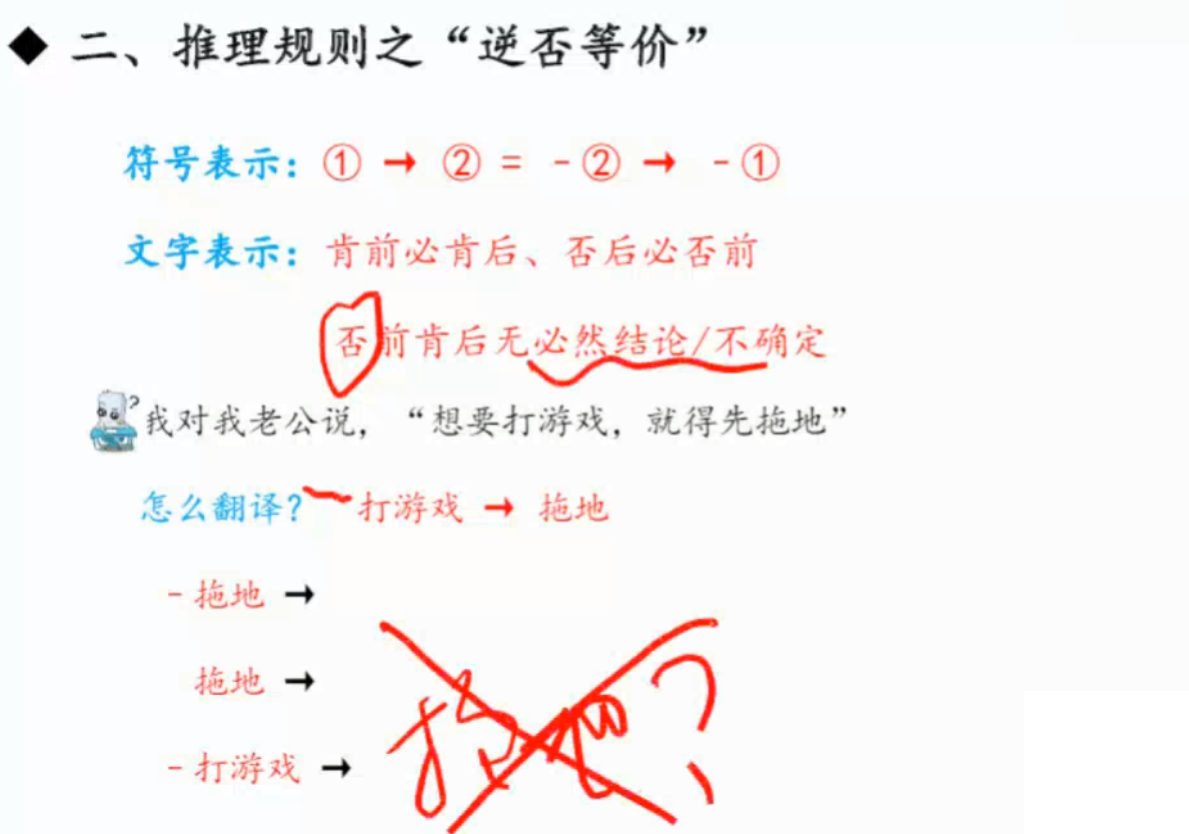 ◆ 二、推理规则之“逆否等价”
符号表示：① → ② = -② → -①
文字表示：肯前必肯后、否后必否前
否前肯后无必然结论/不确定
我对我老公说，“想要打游戏，就得先拖地”
怎么翻译？ 打游戏 → 拖地
-拖地 →
拖地 →
-打游戏 →